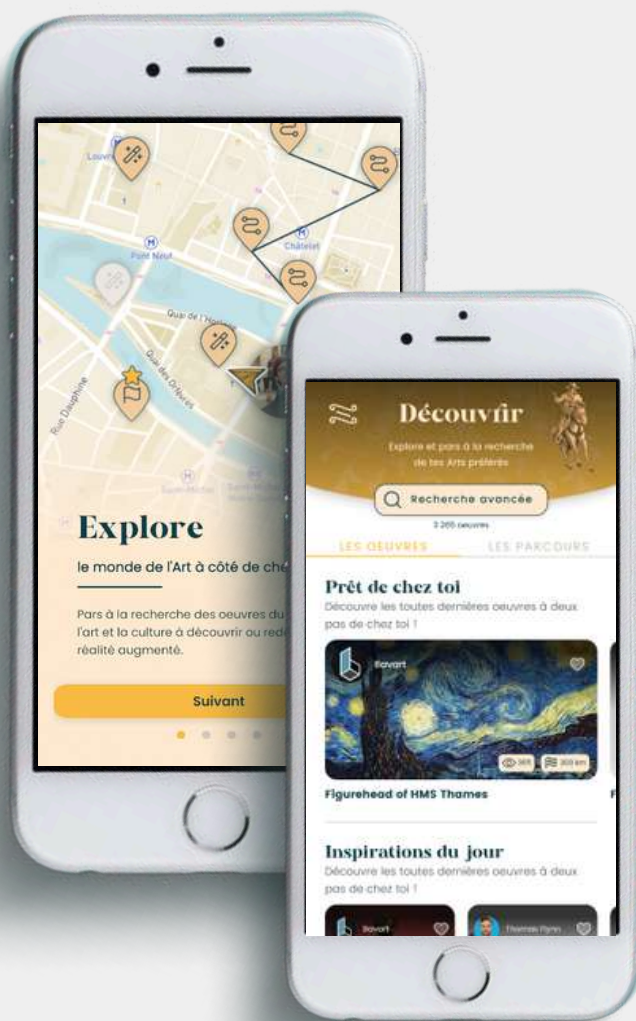 Louvre
1
Pont Neuf
Châtelet
Quai de l'Horloge
Quai des Orfèvres
1
Rue Dauphine
Saint-Michel
Explore
le monde de l'Art à côté de che
Pars à la recherche des oeuvres du
l'art et la culture à découvrir ou red
réalité augmenté.
Suivant
Découvrir
Explore et pars à la recherche
de tes Arts préférés
Recherche avancée
3 265 oeuvres
LES OEUVRES
LES PARCOURS
Prêt de chez toi
Découvre les toutes dernières oeuvres à deux
pas de chez toi !
Bavart
Figurehead of HMS Thames
F
Inspirations du jour
Découvre les toutes dernières oeuvres à deux
pas de chez toi !
Bavart
Thomas Flynn